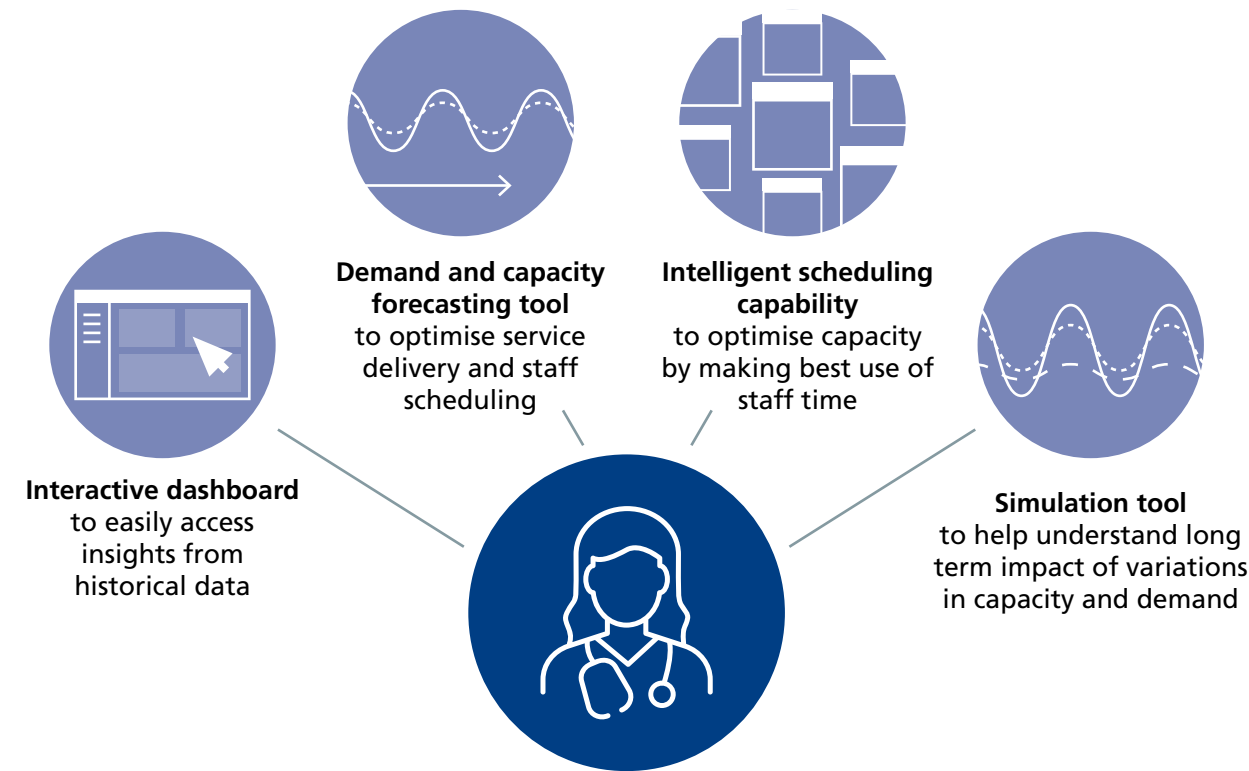 Interactive dashboard
to easily access
insights from
historical data
Demand and capacity
forecasting tool
to optimise service
delivery and staff
scheduling
Intelligent scheduling
capability
to optimise capacity
by making best use of
staff time
Simulation tool
to help understand long
term impact of variations
in capacity and demand